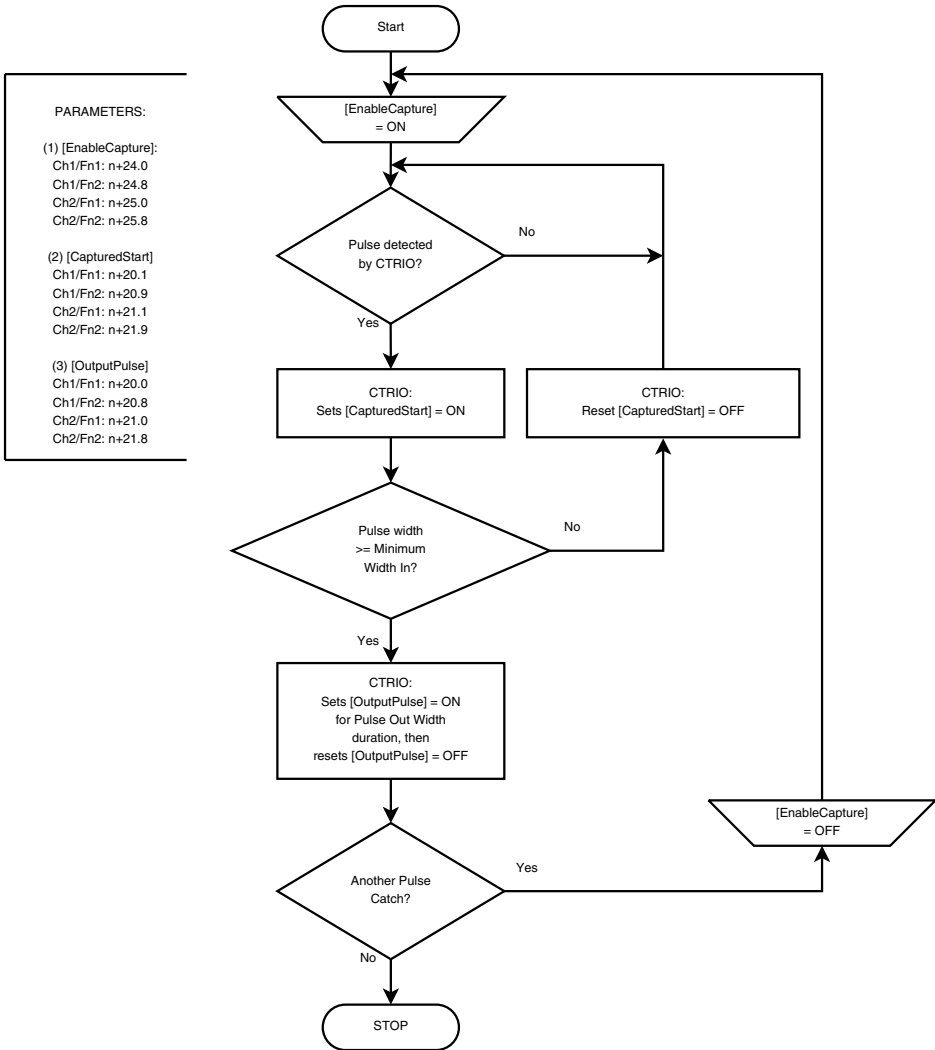 Start
PARAMETERS:
(1) [EnableCapture]:
Ch1/Fn1: n+24.0
Ch1/Fn2: n+24.8
Ch2/Fn1: n+25.0
Ch2/Fn2: n+25.8
(2) [CapturedStart]
Ch1/Fn1: n+20.1
Ch1/Fn2: n+20.9
Ch2/Fn1: n+21.1
Ch2/Fn2: n+21.9
(3) [OutputPulse]
Ch1/Fn1: n+20.0
Ch1/Fn2: n+20.8
Ch2/Fn1: n+21.0
Ch2/Fn2: n+21.8
[EnableCapture]
= ON
Pulse detected
by CTRIO?
No
Yes
CTRIO:
Sets [CapturedStart] = ON
CTRIO:
Reset [CapturedStart] = OFF
Pulse width
>= Minimum
Width In?
No
Yes
CTRIO:
Sets [OutputPulse] = ON
for Pulse Out Width
duration, then
resets [OutputPulse] = OFF
[EnableCapture]
= OFF
Another Pulse
Catch?
Yes
No
STOP